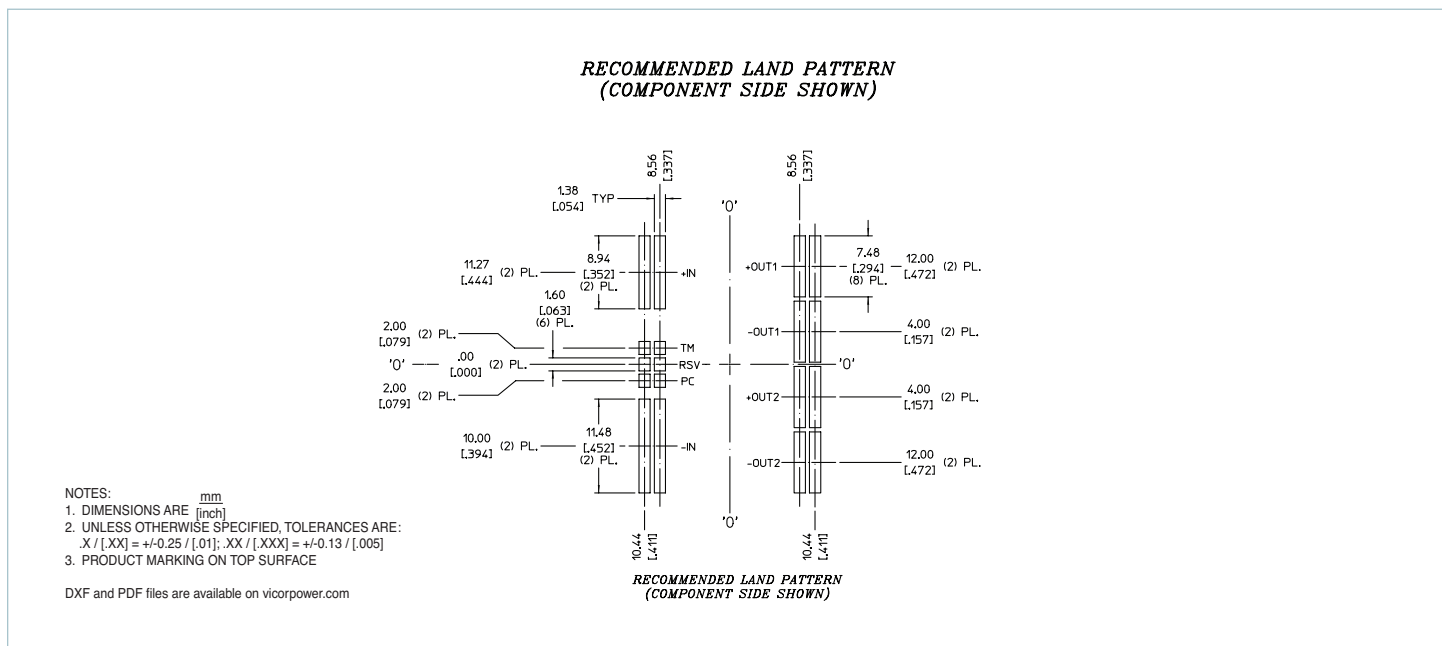 RECOMMENDED LAND PATTERN
(COMPONENT SIDE SHOWN)
8.56
[.337]
8.56
[.337]
1.38
[.054]
TYP
'0'
11.27
[.444]
(2) PL.
8.94
[.352]
(2) PL.
+IN
+OUT1
7.48
[.294]
(8) PL.
12.00
[.472]
(2) PL.
1.60
[.063]
(6) PL.
2.00
[.079]
(2) PL.
TM
-OUT1
4.00
[.157]
(2) PL.
'0'
.00
[.000]
(2) PL.
RSV
'0'
2.00
[.079]
(2) PL.
PC
+OUT2
4.00
[.157]
(2) PL.
10.00
[.394]
(2) PL.
11.48
[.452]
(2) PL.
-IN
-OUT2
12.00
[.472]
(2) PL.
'0'
10.44
[.411]
10.44
[.411]
RECOMMENDED LAND PATTERN
(COMPONENT SIDE SHOWN)
NOTES:
1. DIMENSIONS ARE mm
[inch]
2. UNLESS OTHERWISE SPECIFIED, TOLERANCES ARE:
.X / [.XX] = +/-0.25 / [.01]; .XX / [.XXX] = +/-0.13 / [.005]
3. PRODUCT MARKING ON TOP SURFACE
DXF and PDF files are available on vicorpower.com